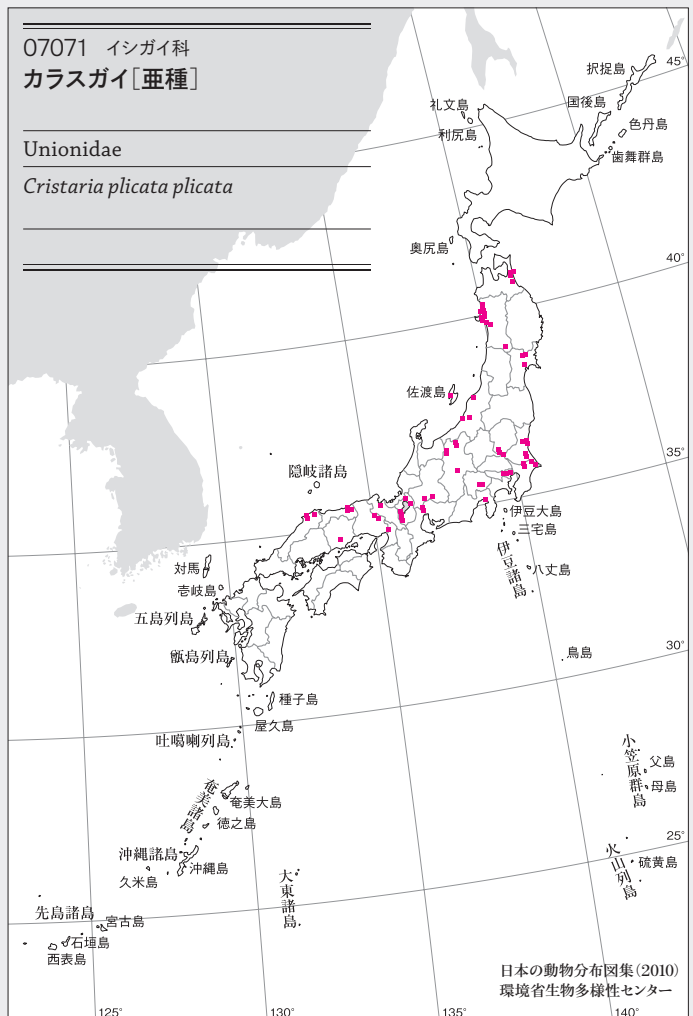 07071 イシガイ科
カラスガイ［亜種］
Unionidae
Cristaria plicata plicata
45°
択捉島
礼文島
国後島
色丹島
利尻島
歯舞群島
奥尻島
40°
佐渡島
35°
隠岐諸島
伊豆大島
三宅島
伊豆諸島
八丈島
対馬
壱岐島
五島列島
甑島列島
鳥島
30°
種子島
屋久島
吐噶喇列島
小笠原群島
父島
母島
奄美諸島
奄美大島
徳之島
25°
沖縄諸島
沖縄島
久米島
大東諸島
火山列島
硫黄島
先島諸島
宮古島
石垣島
西表島
日本の動物分布図集（2010）
環境省生物多様性センター
125°
130°
135°
140°